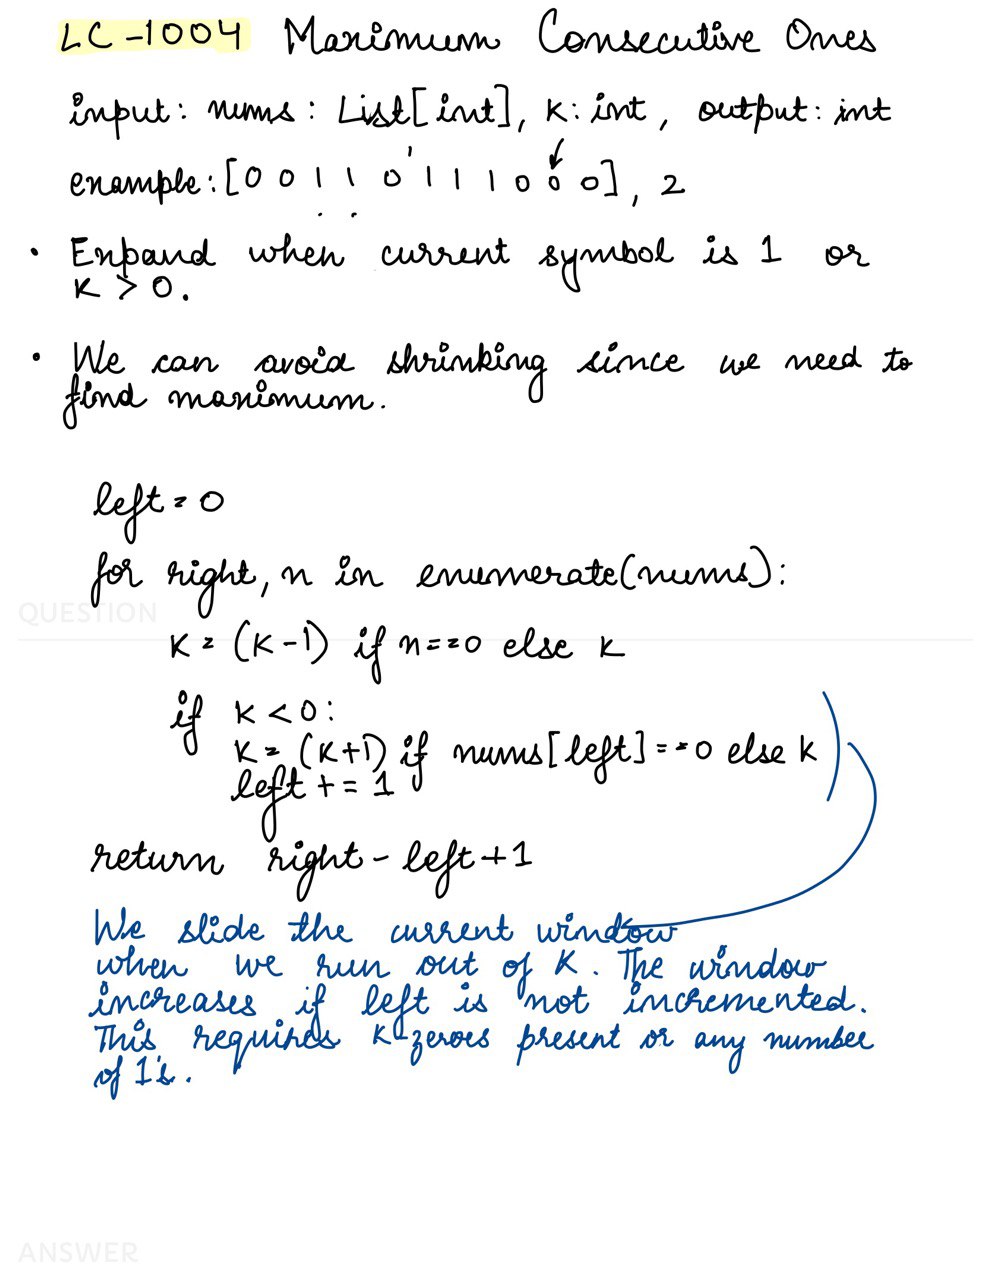 LC-1004 Maximum Consecutive Ones
input: nums: List[int], K: int, output: int
example: [0 0 1 1 0 1 1 1 0 0 0], 2
• Expand when current symbol is 1 or
K > 0.
• We can avoid shrinking since we need to
find maximum.
left = 0
for right, n in enumerate(nums):
QUESTION
K = (K-1) if n==0 else K
if K < 0:
K = (K+1) if nums[left] == 0 else K
left += 1
return right - left + 1
We slide the current window
when we run out of K. The window
increases if left is not incremented.
This requires K zeroes present or any number
of 1's.
ANSWER